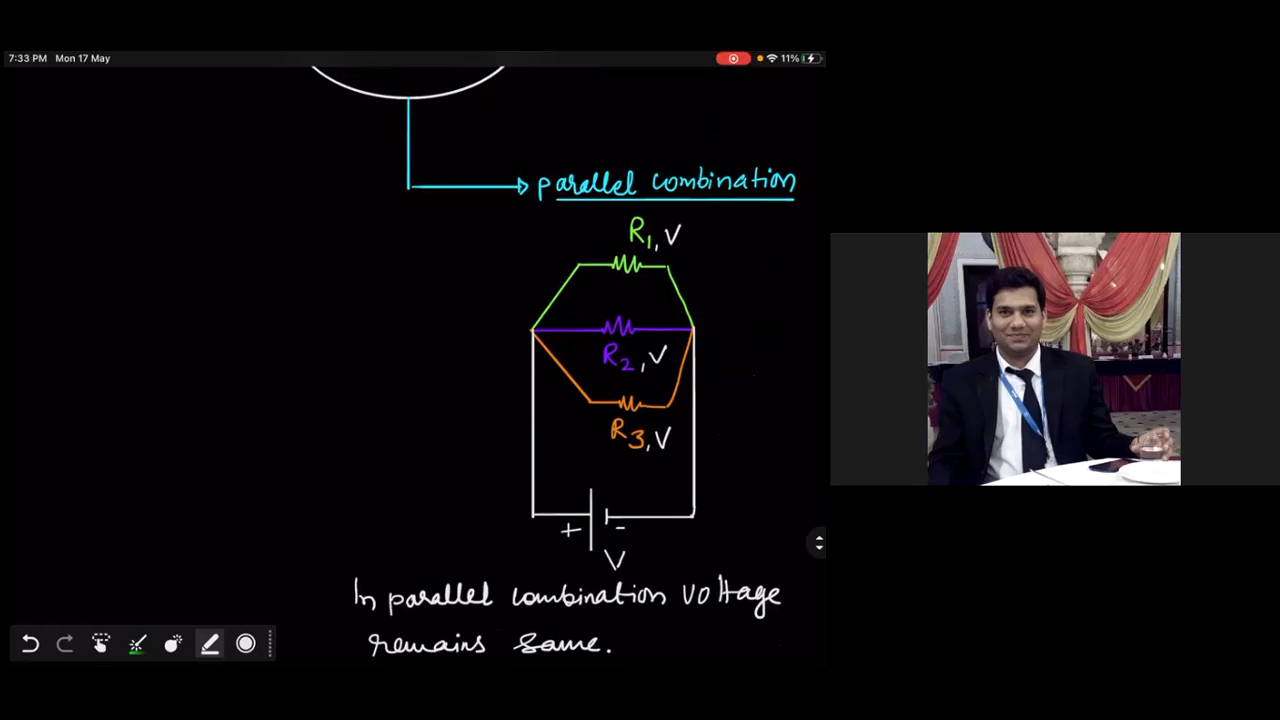 7:33 PM Mon 17 May
11%
parallel combination
R1, V
R2, V
R3, V
+ -
V
In parallel combination voltage
remains same.